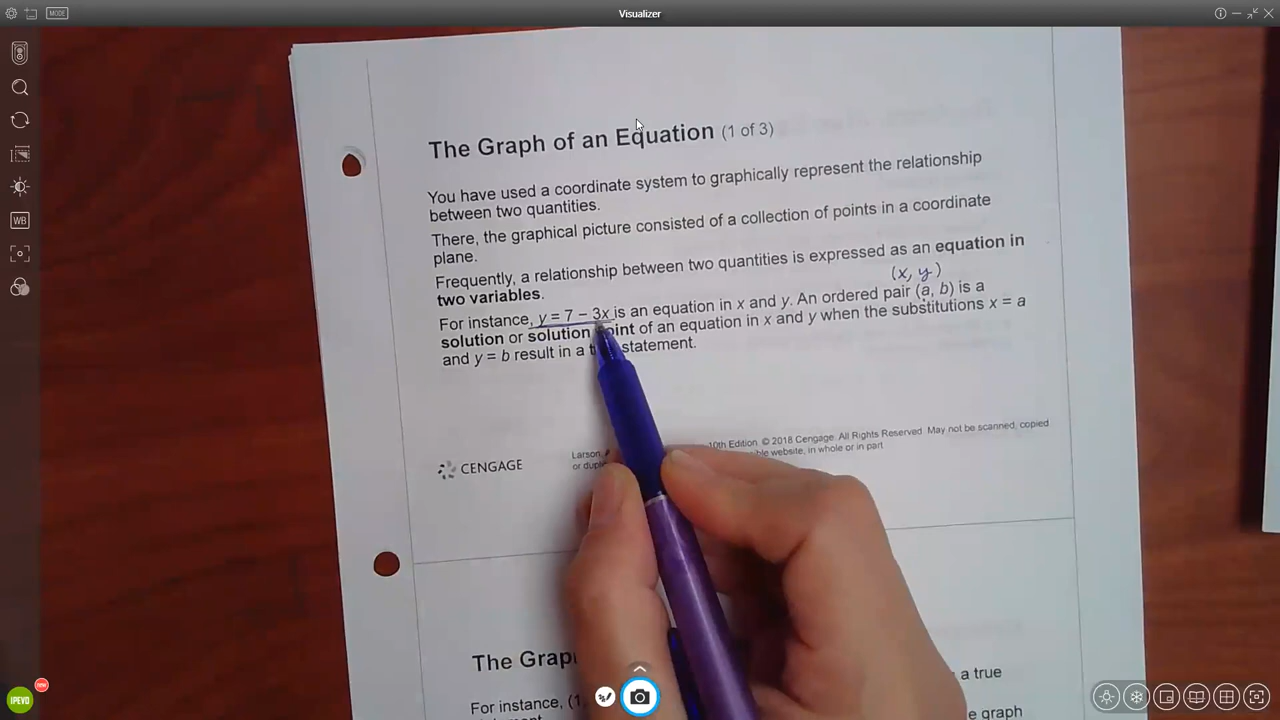 MODE
Visualizer
The Graph of an Equation (1 of 3)
You have used a coordinate system to graphically represent the relationship
between two quantities.
There, the graphical picture consisted of a collection of points in a coordinate
plane.
Frequently, a relationship between two quantities is expressed as an equation in
two variables.
(x, y)
For instance, y = 7 − 3x is an equation in x and y. An ordered pair (a, b) is a
solution or solution point of an equation in x and y when the substitutions x = a
and y = b result in a statement.
CENGAGE
Larson, 10th Edition. © 2018 Cengage. All Rights Reserved. May not be scanned, copied
or website, in whole or in part
The
For instance, (1, a true
graph
WB
IPEVO
new